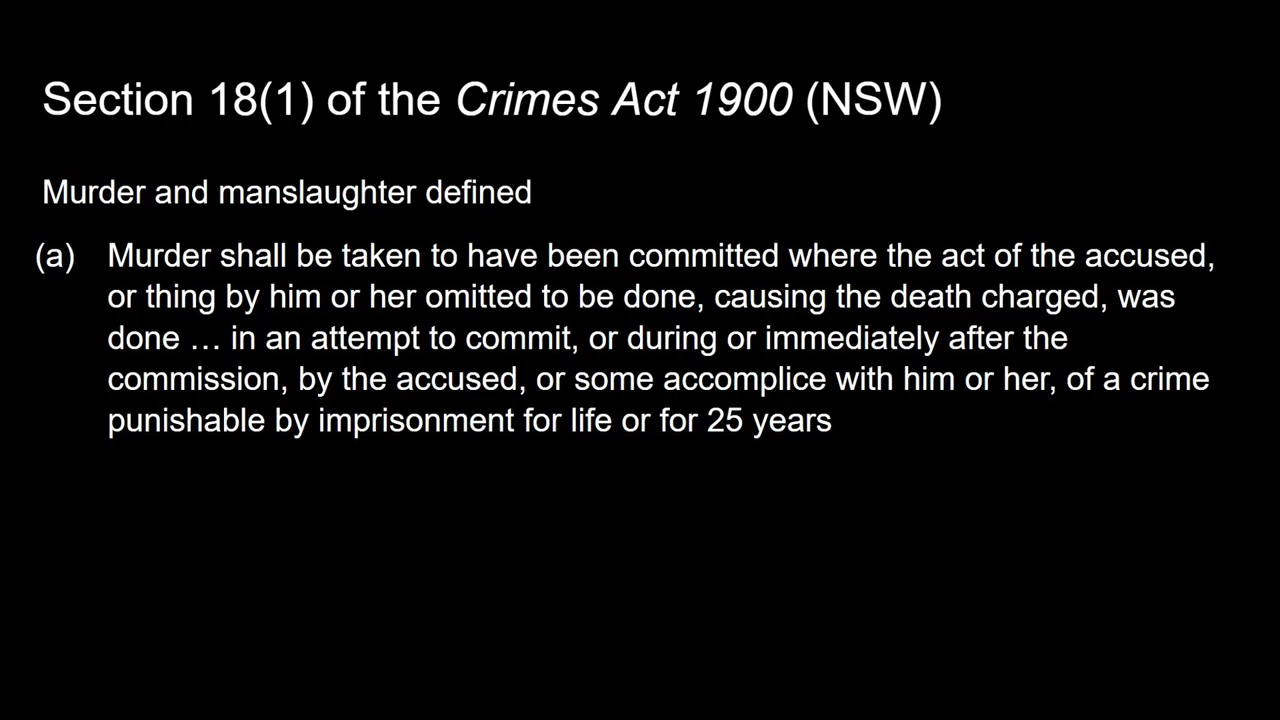 Section 18(1) of the Crimes Act 1900 (NSW)
Murder and manslaughter defined
(a) Murder shall be taken to have been committed where the act of the accused,
or thing by him or her omitted to be done, causing the death charged, was
done … in an attempt to commit, or during or immediately after the
commission, by the accused, or some accomplice with him or her, of a crime
punishable by imprisonment for life or for 25 years